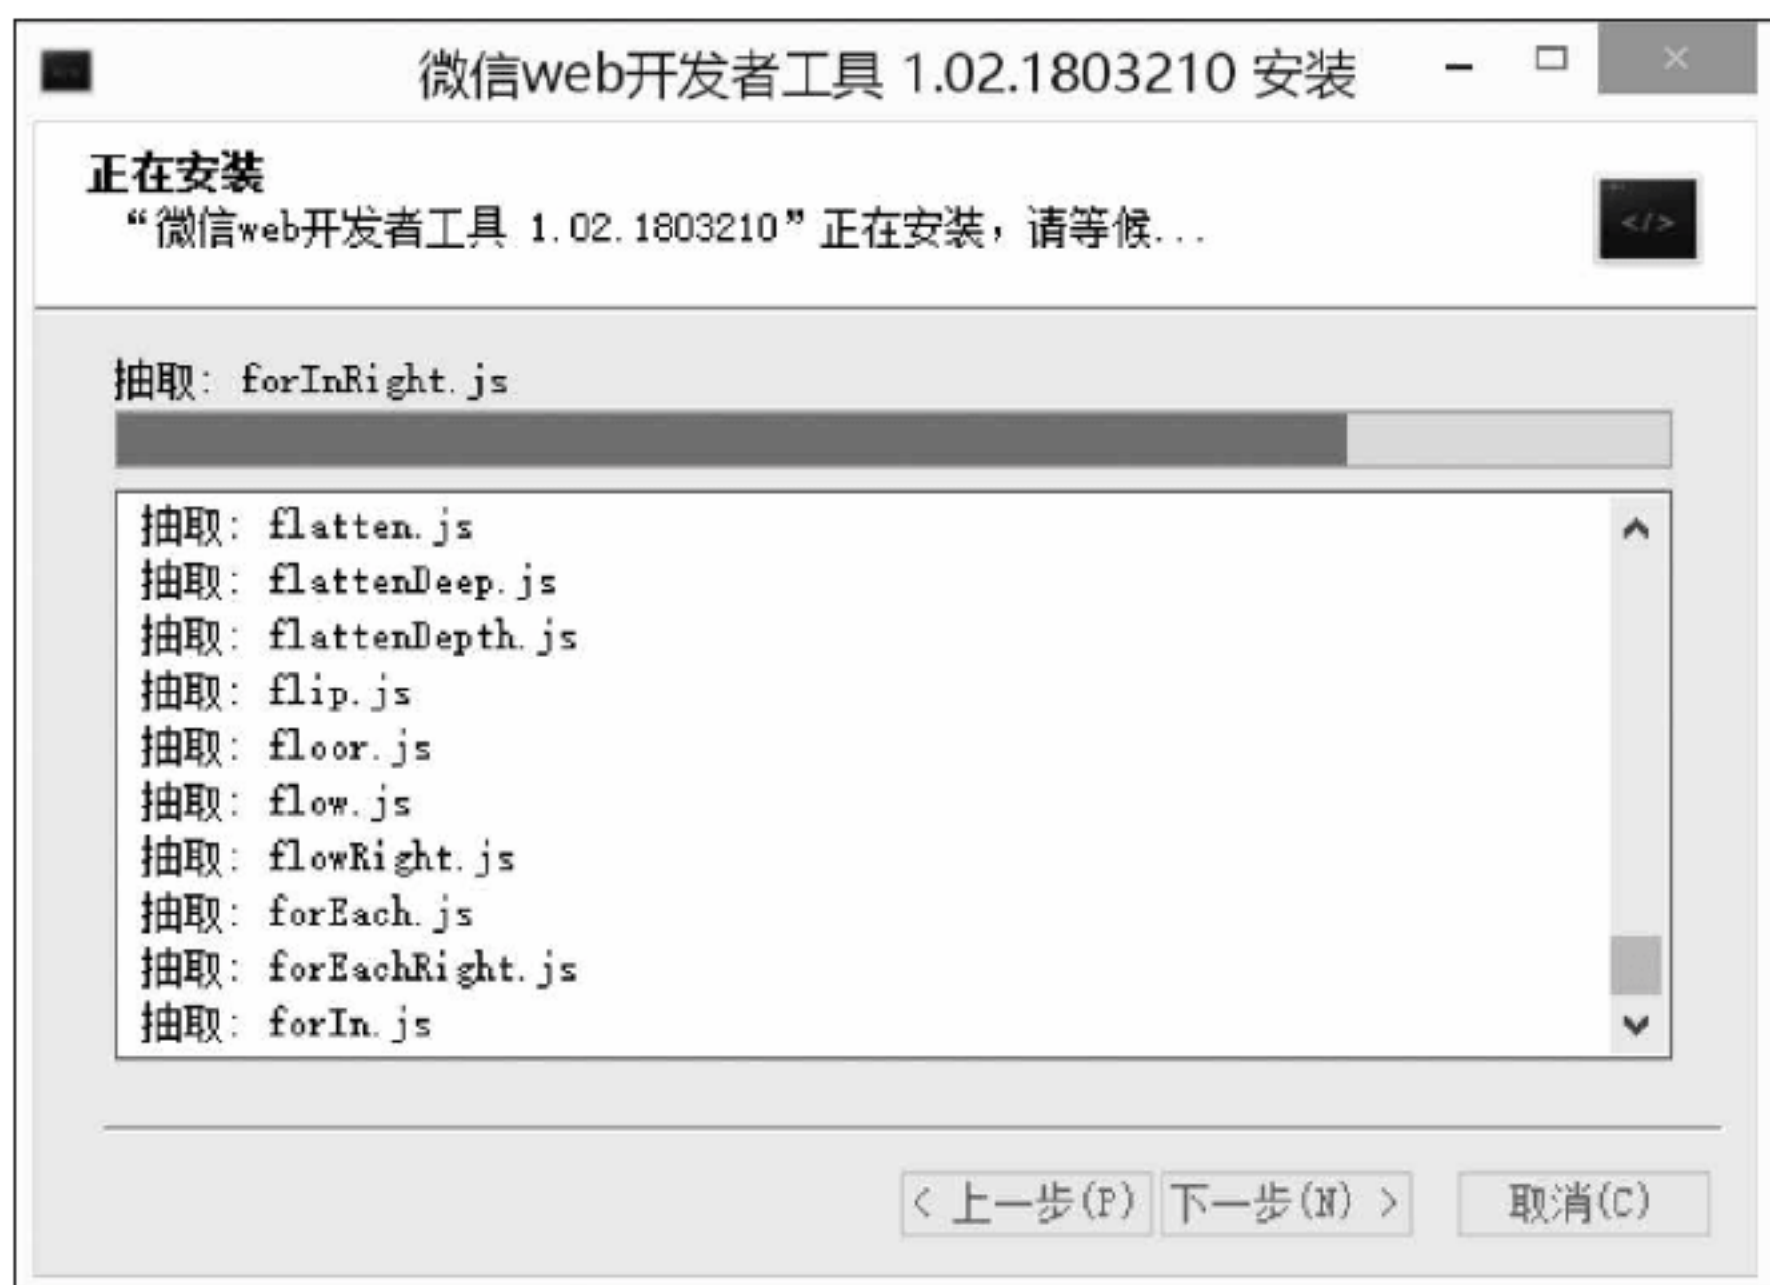 微信web开发者工具 1.02.1803210 安装
正在安装
“微信web开发者工具 1.02.1803210”正在安装，请等候...
</>
抽取: forInRight.js
抽取: flatten.js
抽取: flattenDeep.js
抽取: flattenDepth.js
抽取: flip.js
抽取: floor.js
抽取: flow.js
抽取: flowRight.js
抽取: forEach.js
抽取: forEachRight.js
抽取: forIn.js
< 上一步(P) 下一步(N) > 取消(C)